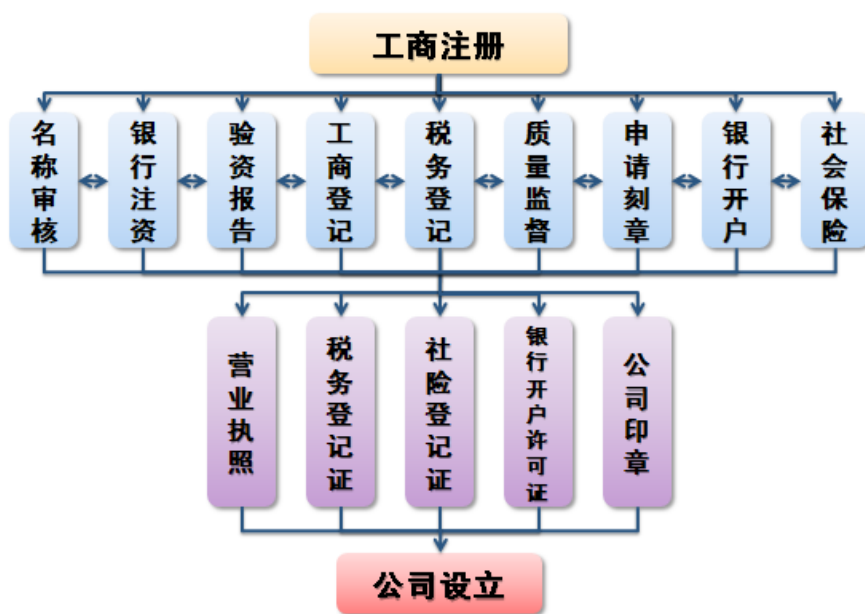 工商注册
名称审核
银行注资
验资报告
工商登记
税务登记
质量监督
申请刻章
银行开户
社会保险
营业执照
税务登记证
社险登记证
银行开户许可证
公司印章
公司设立